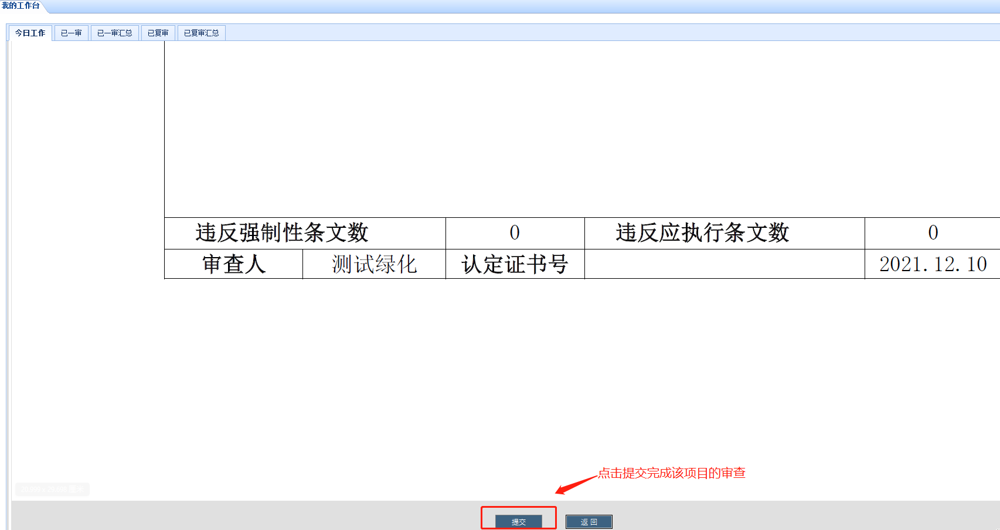 我的工作台
今日工作 已一审 已一审汇总 已复审 已复审汇总
违反强制性条文数 0 违反应执行条文数 0
审查人 测试绿化 认定证书号 2021.12.10
点击提交完成该项目的审查
提交 返回